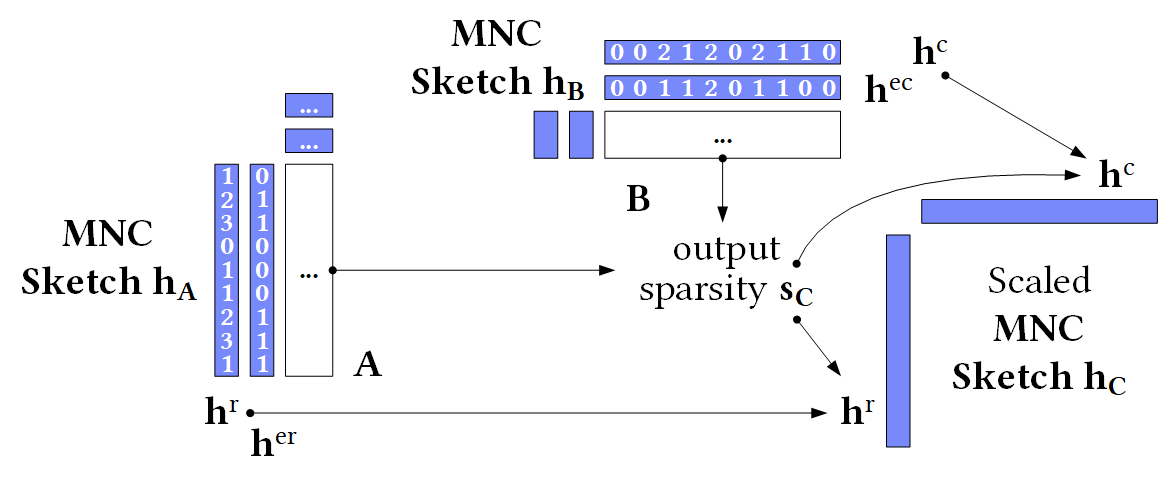 MNC
Sketch hB
0 0 2 1 2 0 2 1 1 0
hc
0 0 1 1 2 0 1 1 0 0
hec
...
...
...
B
hc
MNC
Sketch hA
1 0
2 1
3 1
0 0
1 0
1 0
2 1
3 1
1 1
...
A
output
sparsity sC
Scaled
MNC
Sketch hC
hr
her
hr